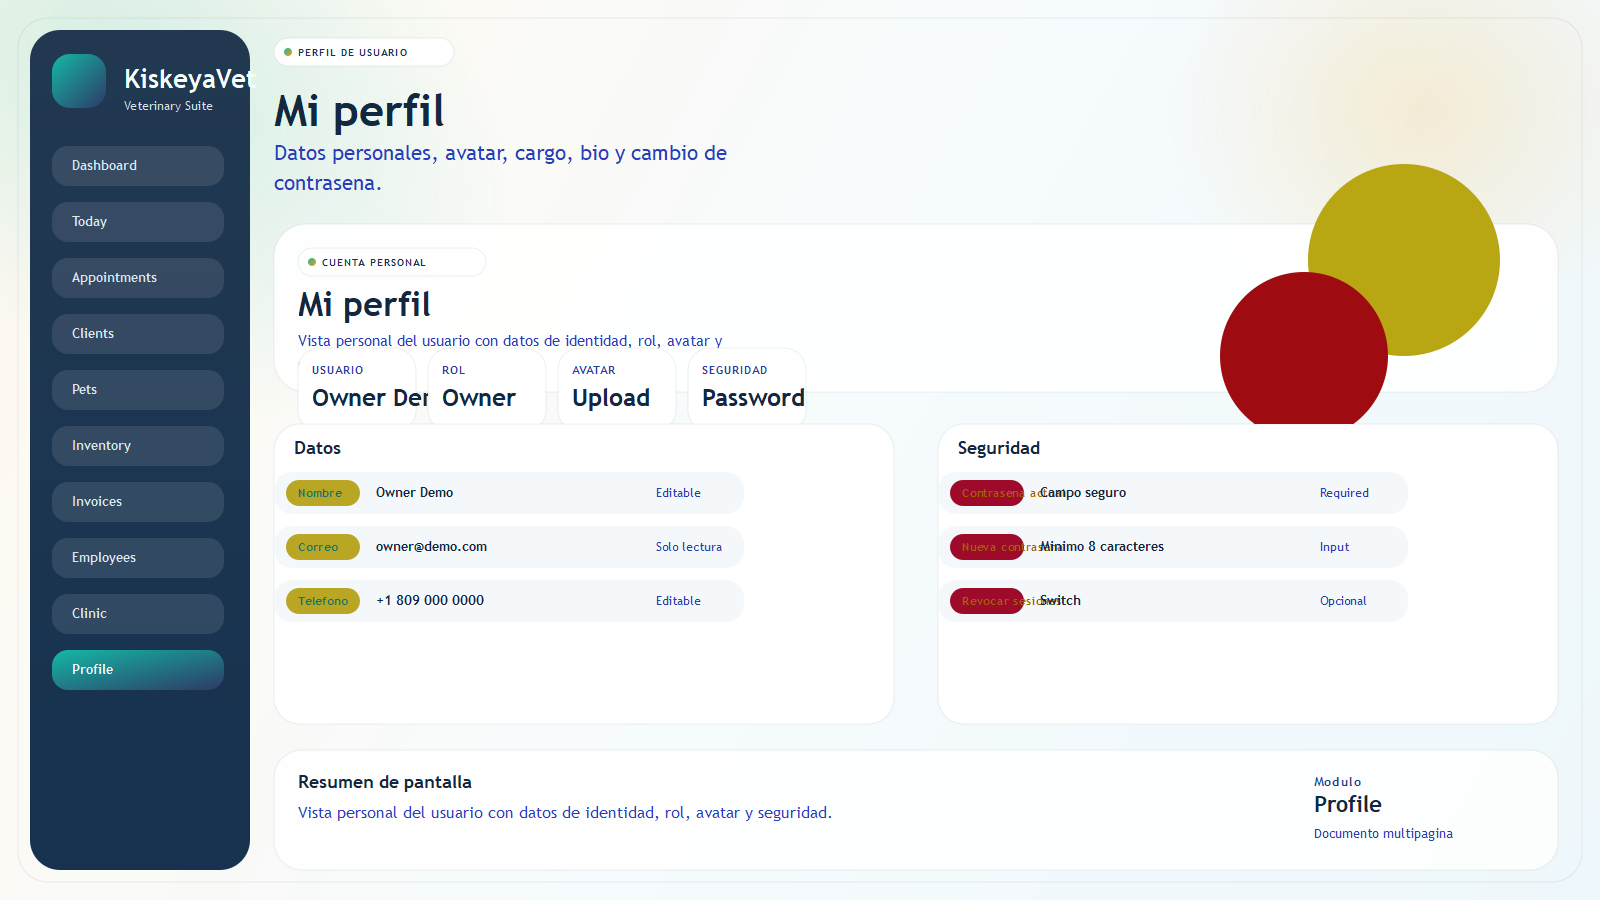 KiskeyaVet
Veterinary Suite
Dashboard
Today
Appointments
Clients
Pets
Inventory
Invoices
Employees
Clinic
Profile
PERFIL DE USUARIO
Mi perfil
Datos personales, avatar, cargo, bio y cambio de
contrasena.
CUENTA PERSONAL
Mi perfil
Vista personal del usuario con datos de identidad, rol, avatar y
USUARIO
Owner
ROL
Owner
AVATAR
Upload
SEGURIDAD
Password
Datos
Nombre
Owner Demo
Editable
Correo
owner@demo.com
Solo lectura
Telefono
+1 809 000 0000
Editable
Seguridad
Contrasena
Campo seguro
Required
Nueva
Minimo 8 caracteres
Input
Revocar
Switch
Opcional
Resumen de pantalla
Vista personal del usuario con datos de identidad, rol, avatar y seguridad.
Modulo
Profile
Documento multipagina